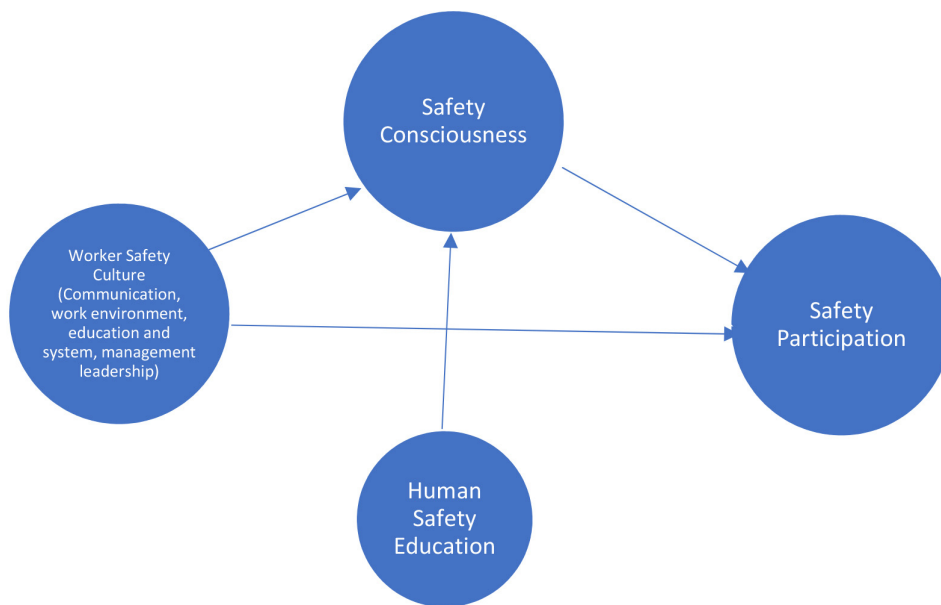 Safety
Consciousness
Worker Safety
Culture
(Communication,
work environment,
education and
system, management
leadership)
Safety
Participation
Human
Safety
Education